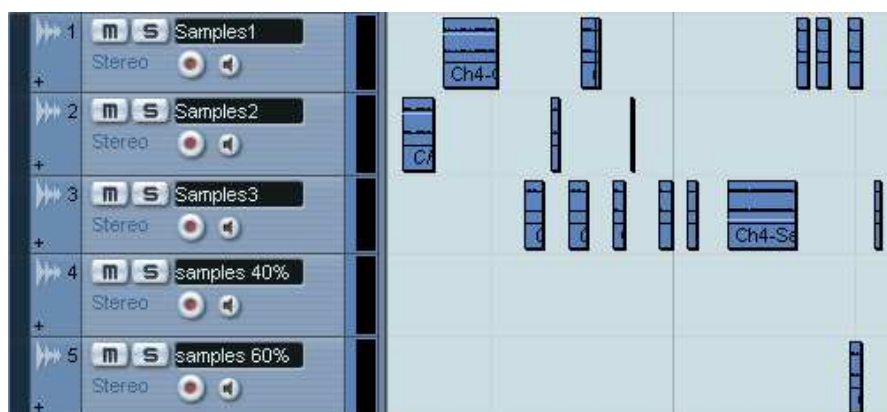 1 m S Samples1
Stereo
Ch4-
+
2 m S Samples2
Stereo
+
3 m S Samples3
Stereo
Ch4-Sa
+
4 m S samples 40%
Stereo
+
5 m S samples 60%
Stereo
+